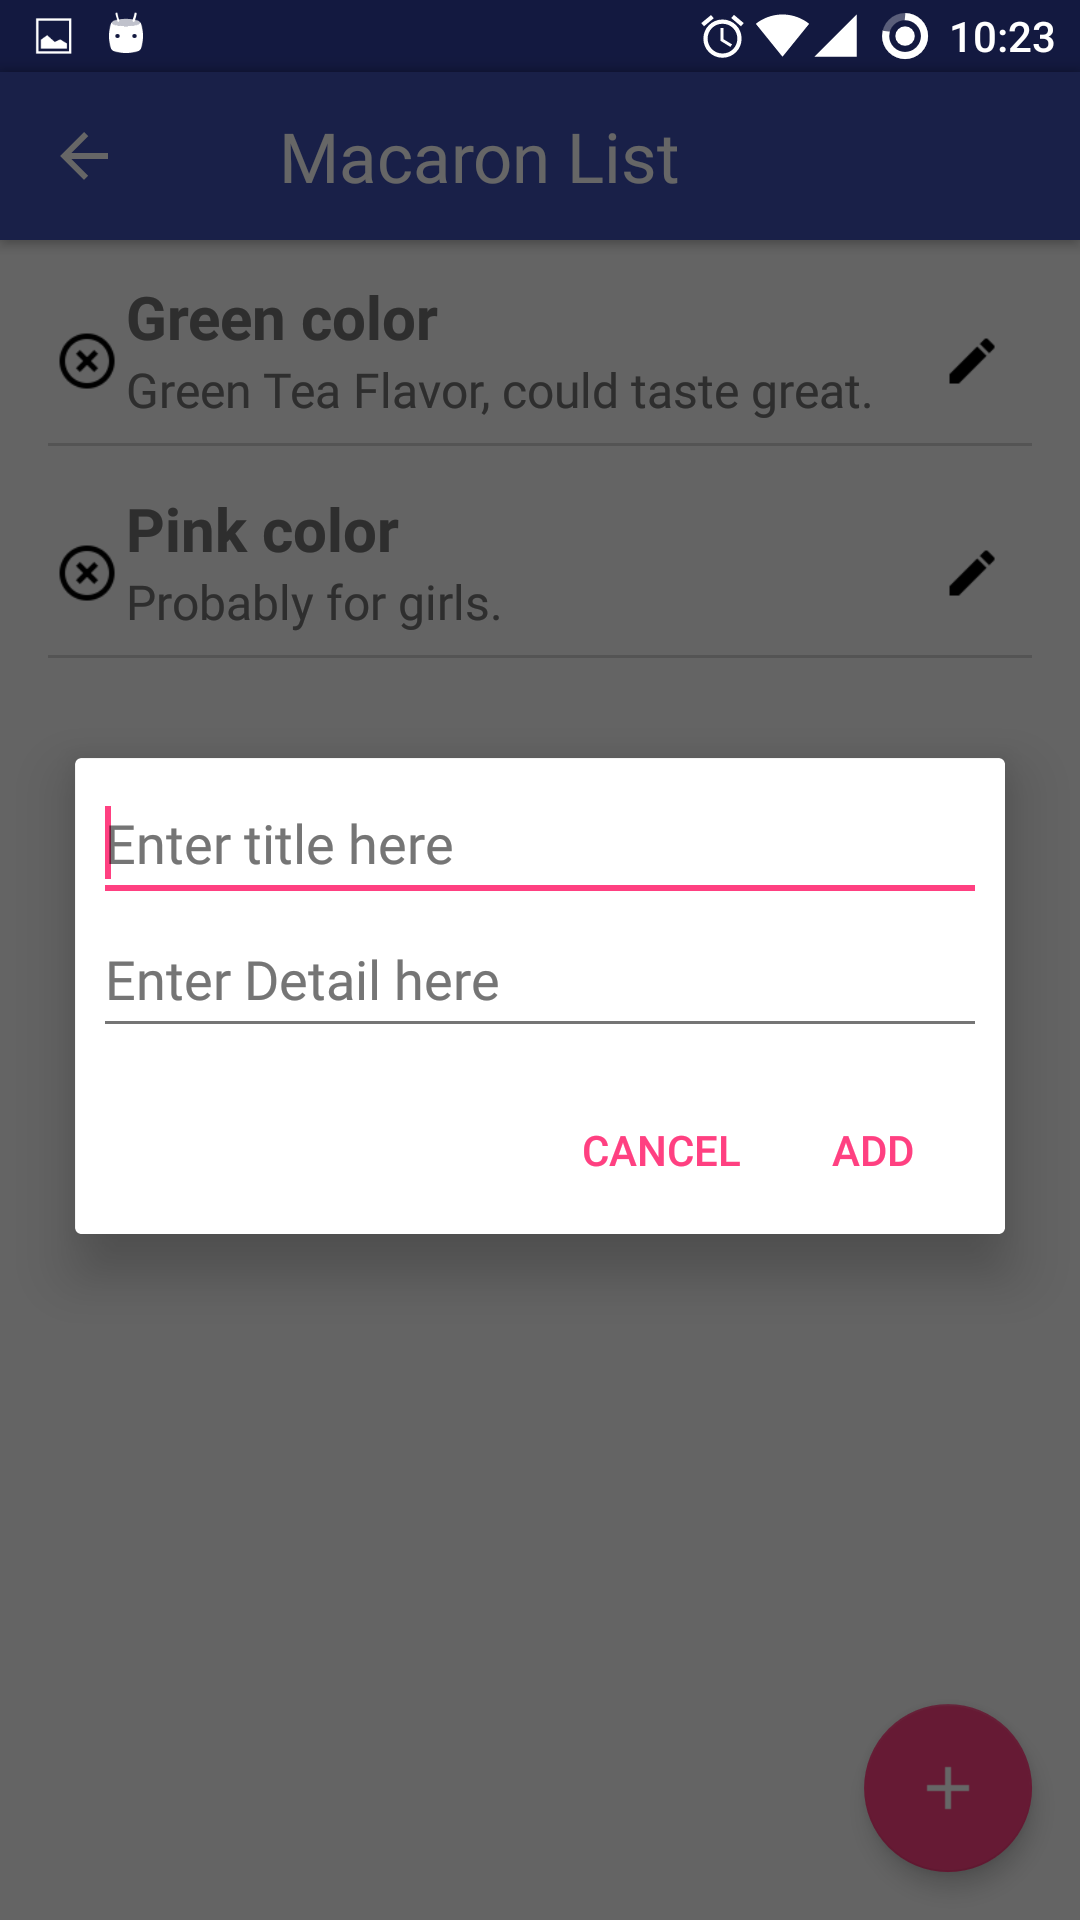 10:23
Macaron List
Green color
Green Tea Flavor, could taste great.
Pink color
Probably for girls.
Enter title here
Enter Detail here
CANCEL ADD